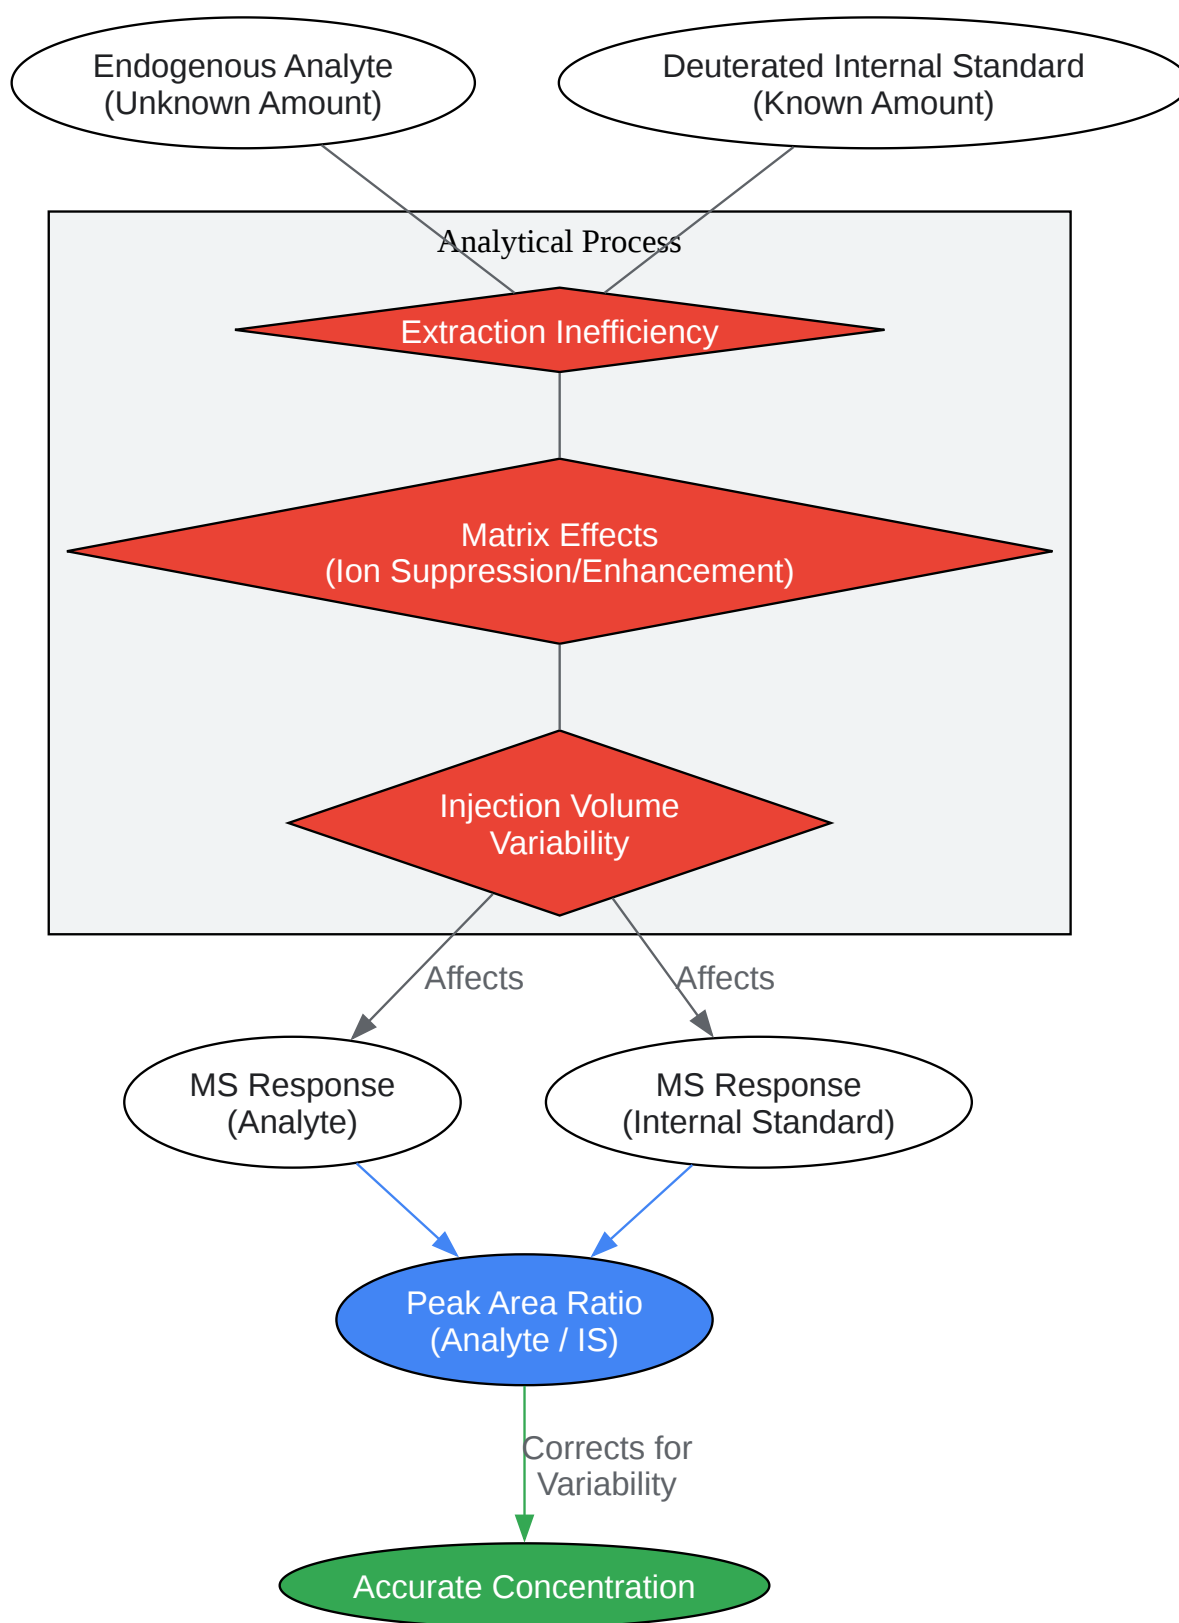 Endogenous Analyte
(Unknown Amount)
Deuterated Internal Standard
(Known Amount)
Analytical Process
Extraction Inefficiency
Matrix Effects
(Ion Suppression/Enhancement)
Injection Volume
Variability
Affects
Affects
MS Response
(Analyte)
MS Response
(Internal Standard)
Peak Area Ratio
(Analyte / IS)
Corrects for
Variability
Accurate Concentration